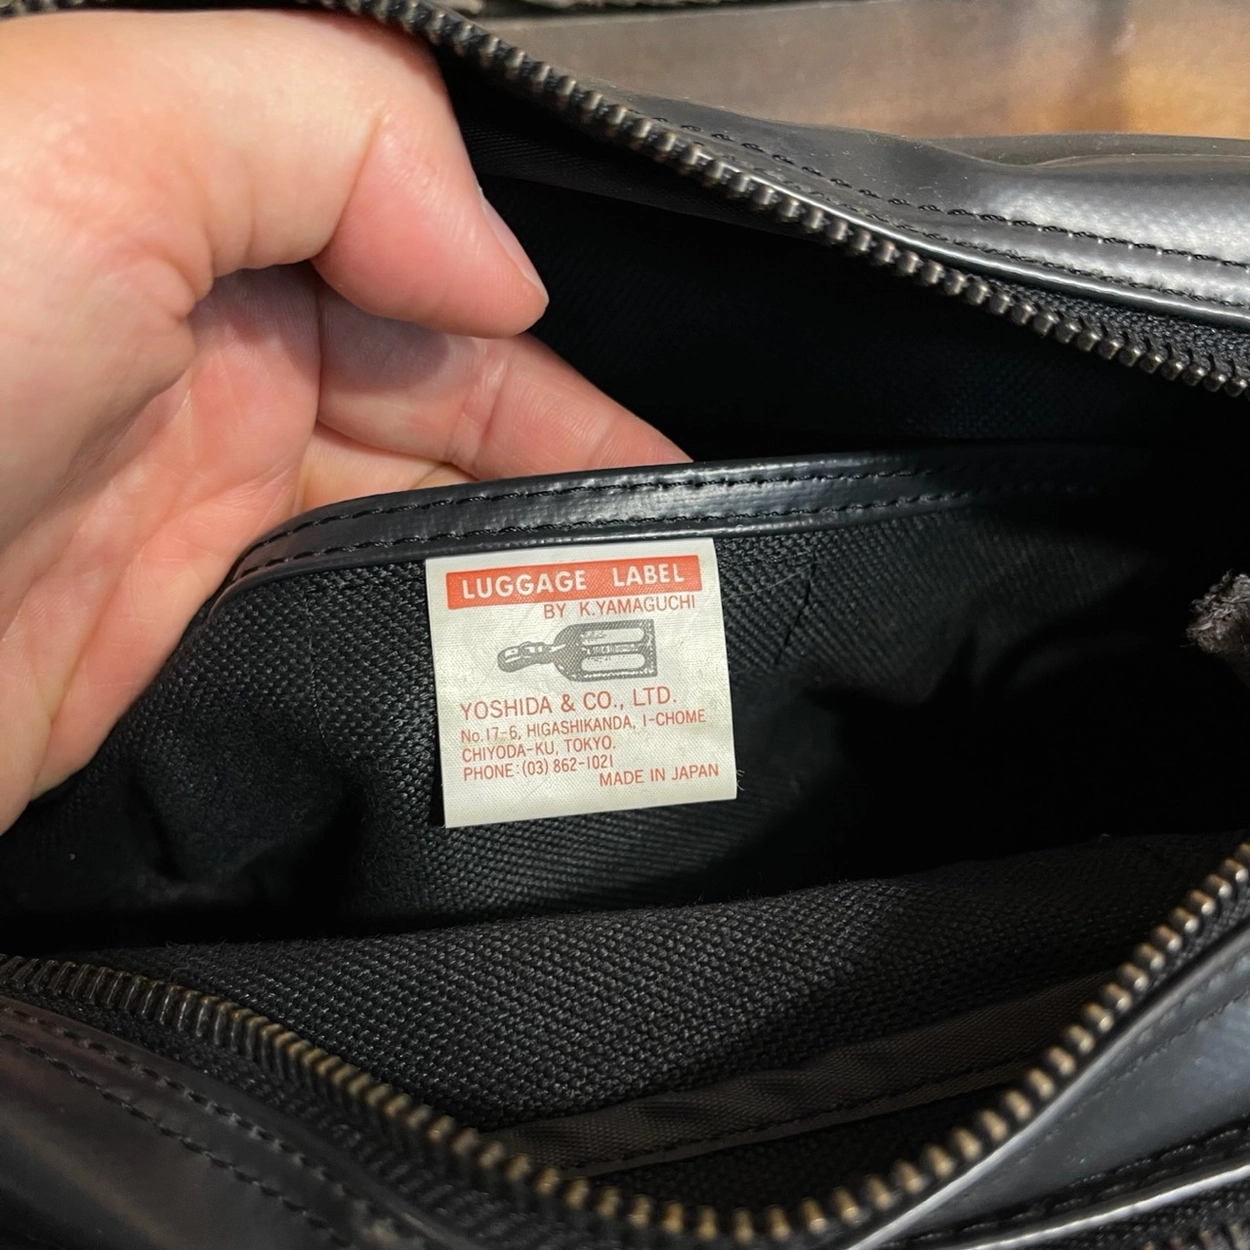 LUGGAGE LABEL
BY K.YAMAGUCHI
YOSHIDA & CO., LTD.
No.17-6, HIGASHIKANDA, 1-CHOME
CHIYODA-KU, TOKYO.
PHONE:(03) 862-1021
MADE IN JAPAN